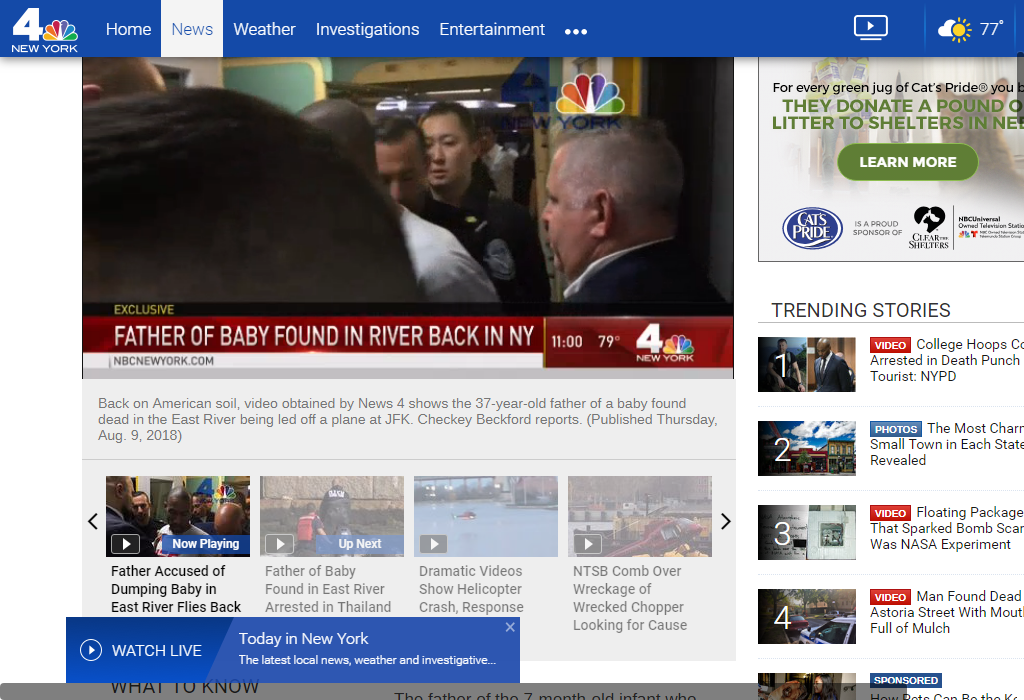 4
NEW YORK
Home
News
Weather
Investigations
Entertainment
77°
NEW YORK
EXCLUSIVE
FATHER OF BABY FOUND IN RIVER BACK IN NY
11:00 79°
4
NEW YORK
NBCNEWYORK.COM
Back on American soil, video obtained by News 4 shows the 37-year-old father of a baby found
dead in the East River being led off a plane at JFK. Checkey Beckford reports. (Published Thursday,
Aug. 9, 2018)
Now Playing
Father Accused of
Dumping Baby in
East River Flies Back
Up Next
Father of Baby
Found in East River
Arrested in Thailand
Dramatic Videos
Show Helicopter
Crash, Response
NTSB Comb Over
Wreckage of
Wrecked Chopper
Looking for Cause
WATCH LIVE
Today in New York
The latest local news, weather and investigative...
WHAT TO KNOW
The father of the 7-month-old infant who
For every green jug of Cat's Pride® you b
THEY DONATE A POUND O
LITTER TO SHELTERS IN NE
LEARN MORE
CAT'S
PRIDE
IS A PROUD
SPONSOR OF
CLEAR THE
SHELTERS
NBCUniversal
Owned Television Statio
TRENDING STORIES
1
VIDEO College Hoops Co
Arrested in Death Punch
Tourist: NYPD
2
PHOTOS The Most Charm
Small Town in Each State
Revealed
3
VIDEO Floating Package
That Sparked Bomb Scar
Was NASA Experiment
4
VIDEO Man Found Dead
Astoria Street With Mouth
Full of Mulch
SPONSORED
How Pets Can Be the Ke